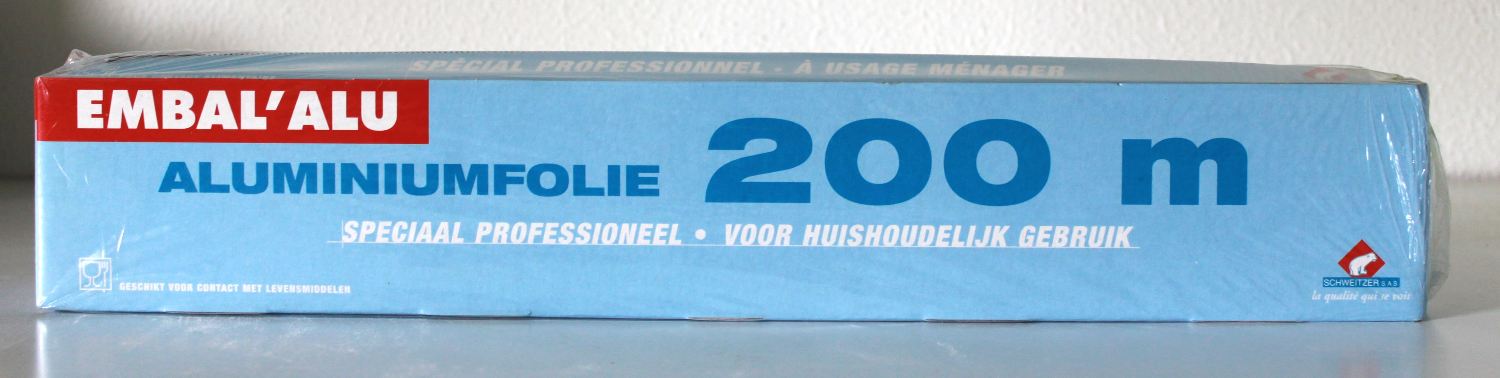 SPÉCIAL PROFESSIONNEL · À USAGE MÉNAGER
EMBAL'ALU
ALUMINIUMFOLIE 200 m
SPECIAAL PROFESSIONEEL • VOOR HUISHOUDELIJK GEBRUIK
GESCHIKT VOOR CONTACT MET LEVENSMIDDELEN
SCHWEITZER S.A.S
la qualité qui se voit